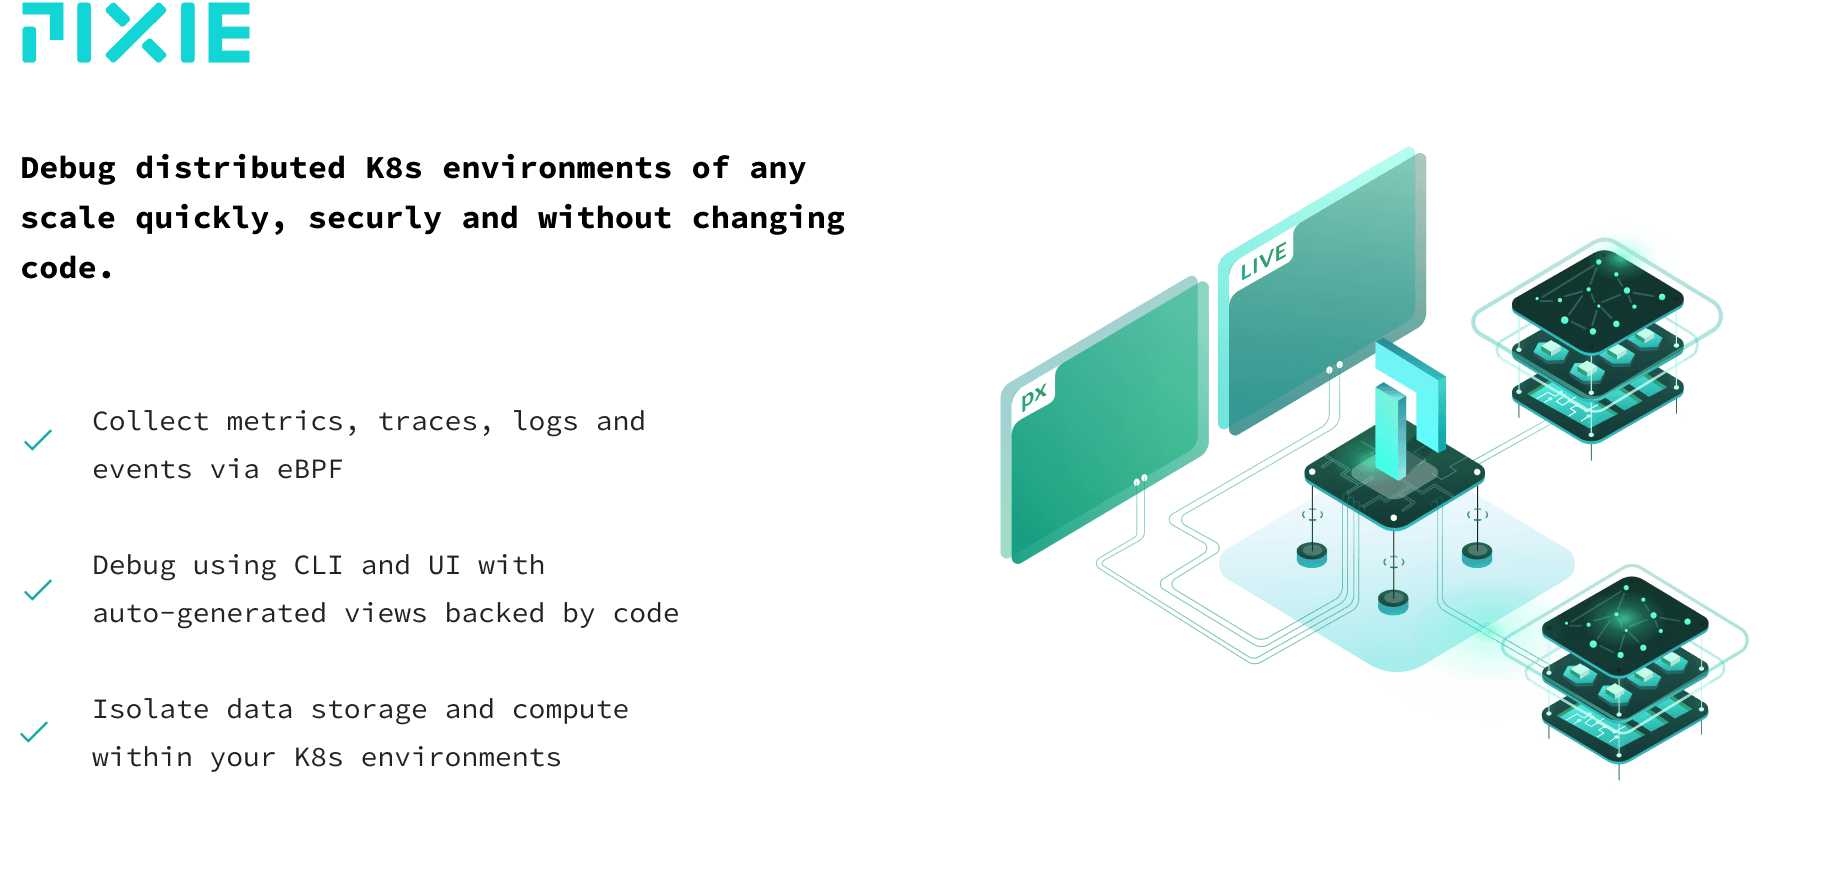 PIXIE
Debug distributed K8s environments of any
scale quickly, securly and without changing
code.
Collect metrics, traces, logs and
events via eBPF
Debug using CLI and UI with
auto-generated views backed by code
Isolate data storage and compute
within your K8s environments
LIVE
px